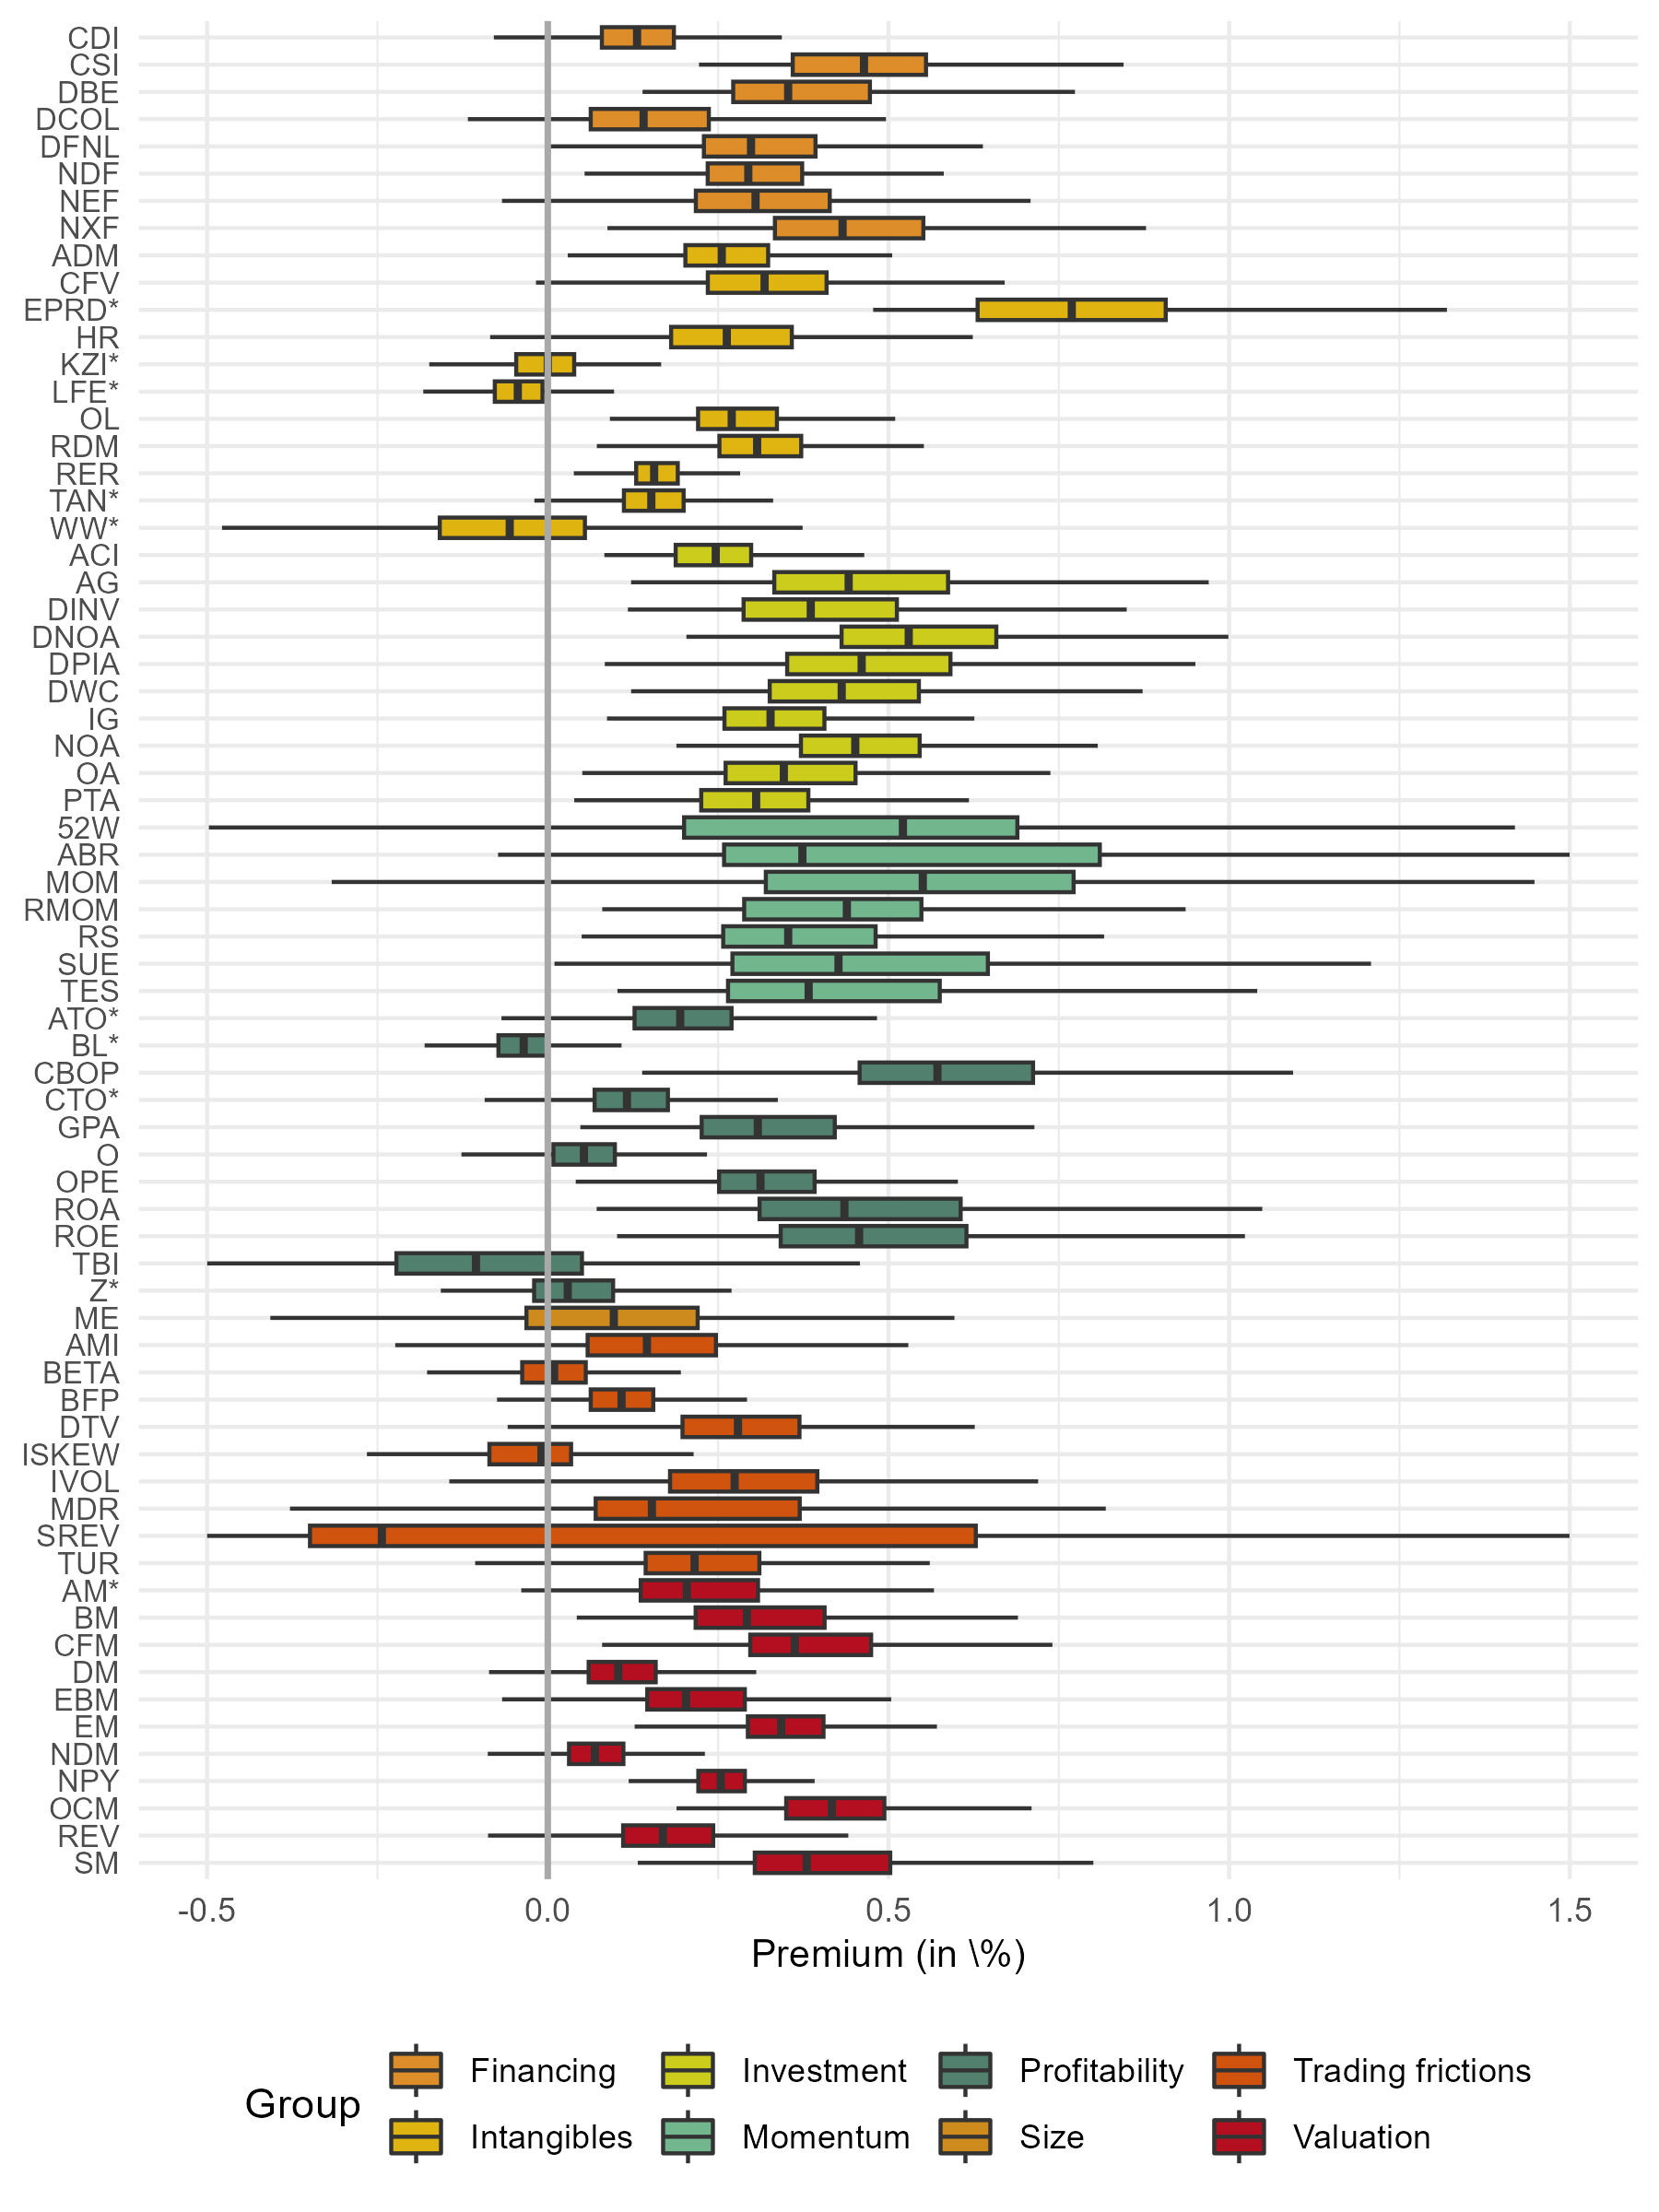 CDI
CSI
DBE
DCOL
DFNL
NDF
NEF
NXF
ADM
CFV
EPRD*
HR
KZI*
LFE*
OL
RDM
RER
TAN*
WW*
ACI
AG
DINV
DNOA
DPIA
DWC
IG
NOA
OA
PTA
52W
ABR
MOM
RMOM
RS
SUE
TES
ATO*
BL*
CBOP
CTO*
GPA
O
OPE
ROA
ROE
TBI
Z*
ME
AMI
BETA
BFP
DTV
ISKEW
IVOL
MDR
SREV
TUR
AM*
BM
CFM
DM
EBM
EM
NDM
NPY
OCM
REV
SM
-0.5 0.0 0.5 1.0 1.5
Premium (in \%)
Group
Financing Investment Profitability Trading frictions
Intangibles Momentum Size Valuation